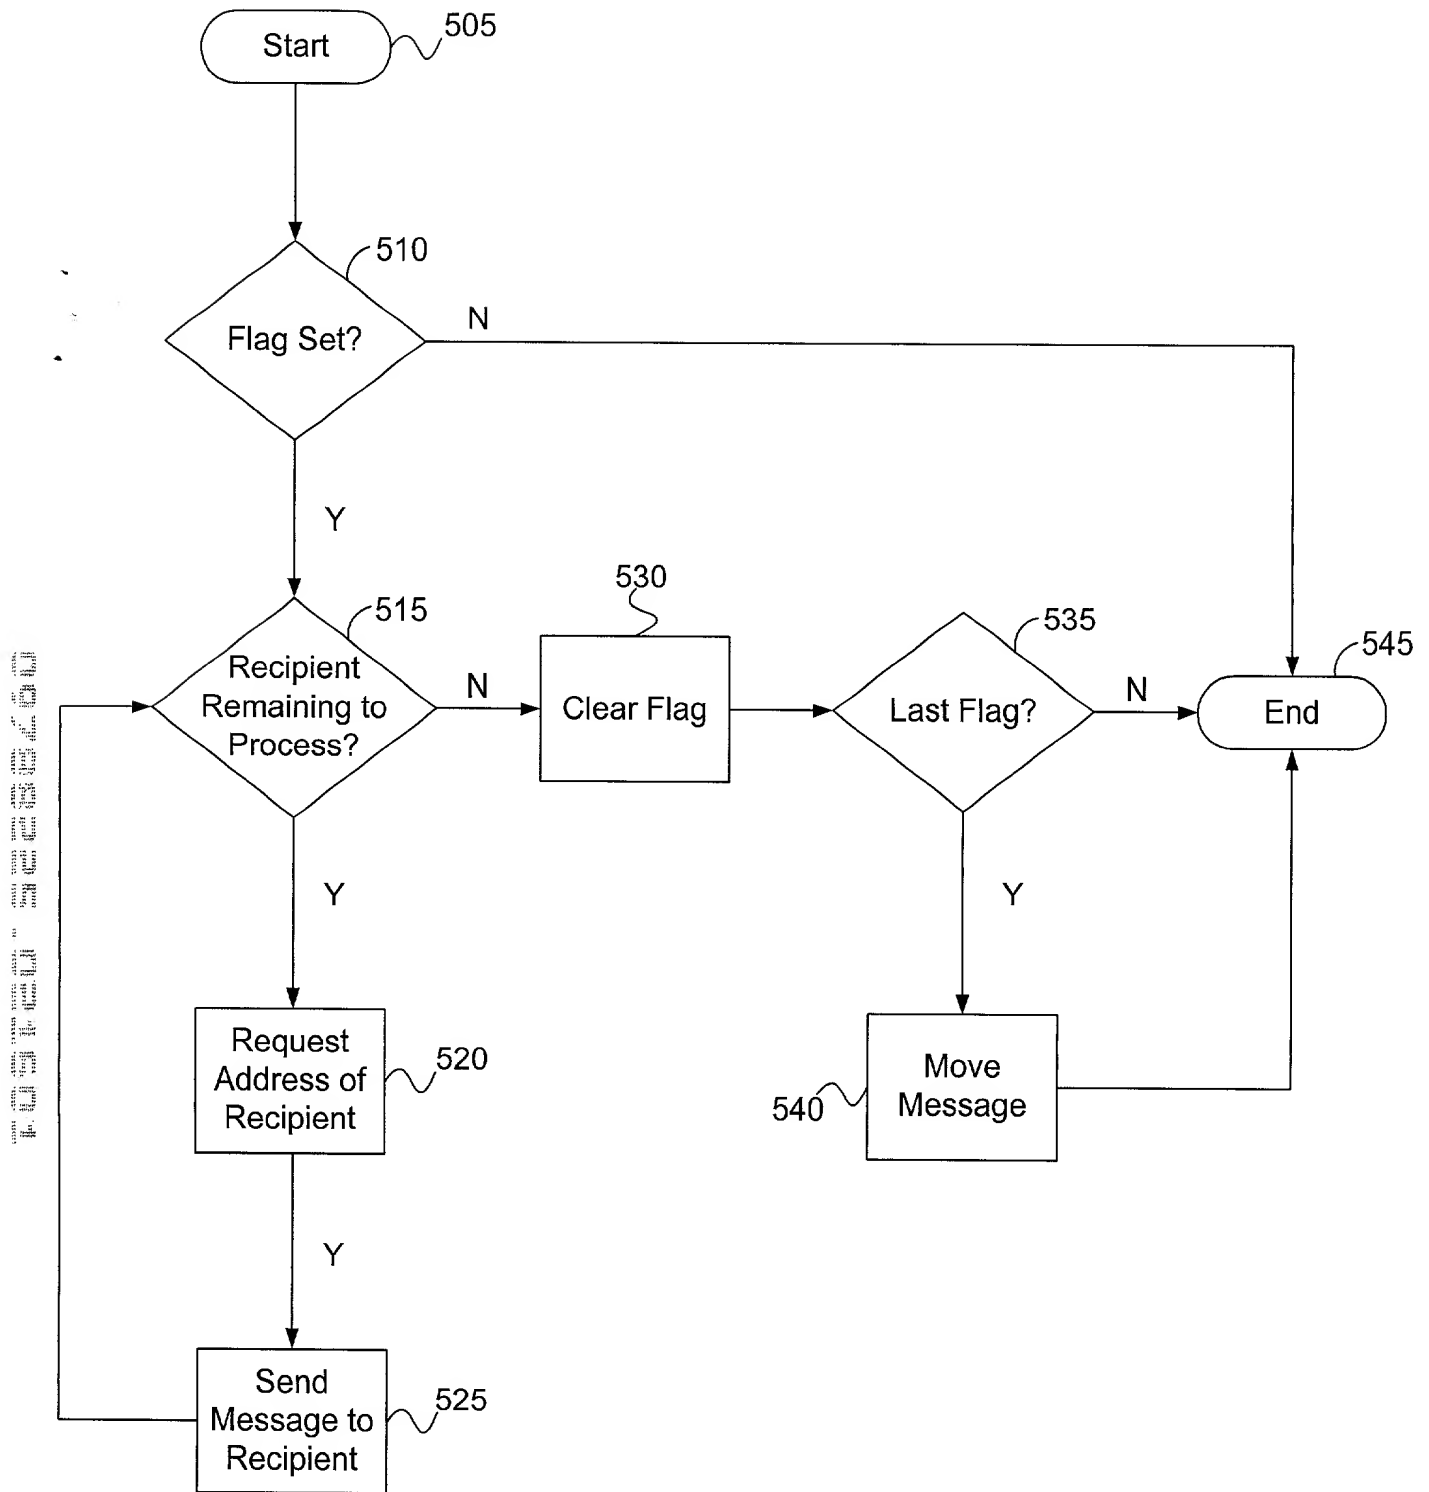 Start
505
510
Flag Set?
N
Y
530
515
535
545
Recipient
Remaining to
Process?
N
Clear Flag
Last Flag?
N
End
Y
Y
Request
Address of
Recipient
520
Move
Message
540
Y
Send
Message to
Recipient
525